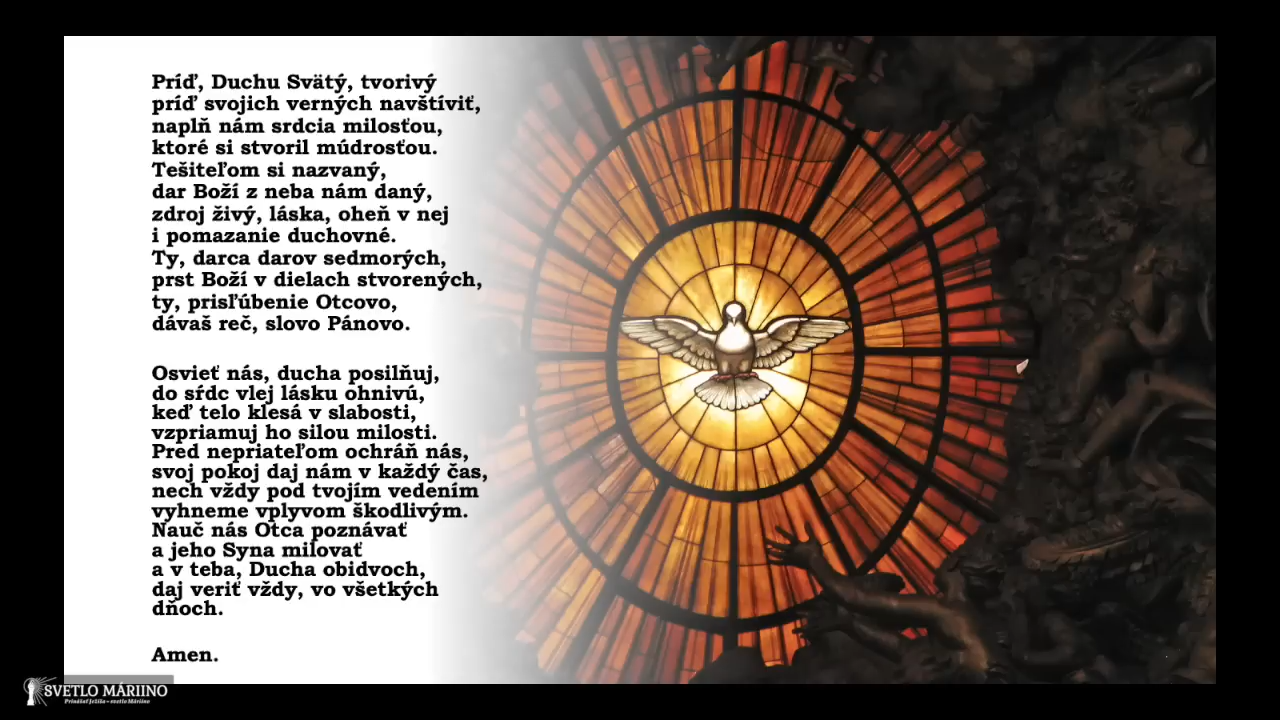 Príď, Duchu Svätý, tvorivý
príď svojich verných navštíviť,
naplň nám srdcia milosťou,
ktoré si stvoril múdrosťou.
Tešiteľom si nazvaný,
dar Boží z neba nám daný,
zdroj živý, láska, oheň v nej
i pomazanie duchovné.
Ty, darca darov sedmorých,
prst Boží v dielach stvorených,
ty, prisľúbenie Otcovo,
dávaš reč, slovo Pánovo.
Osvieť nás, ducha posilňuj,
do sŕdc vlej lásku ohnivú,
keď telo klesá v slabosti,
vzpriamuj ho silou milosti.
Pred nepriateľom ochráň nás,
svoj pokoj daj nám v každý čas,
nech vždy pod tvojím vedením
vyhneme vplyvom škodlivým.
Nauč nás Otca poznávať
a jeho Syna milovať
a v teba, Ducha obidvoch,
daj veriť vždy, vo všetkých
dňoch.
Amen.
SVETLO MÁRIINO
Prinášať Ježiša – svetlo Máriino